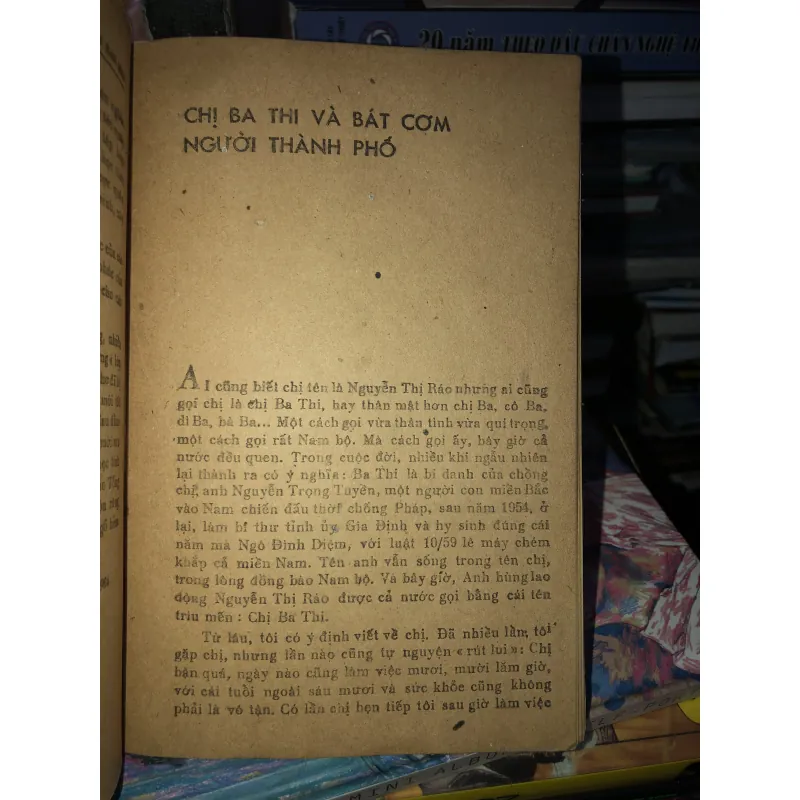 20 năm THEO DẤU CHÂN NGHỆ
CHỊ BA THI VÀ BÁT CƠM
NGƯỜI THÀNH PHỐ
AI cũng biết chị tên là Nguyễn Thị Ráo nhưng ai cũng
gọi chị là chị Ba Thi, hay thân mật hơn chị Ba, cô Ba,
dì Ba, bà Ba... Một cách gọi vừa thân tình vừa quí trọng,
một cách gọi rất Nam bộ. Mà cách gọi ấy, bây giờ cả
nước đều quen. Trong cuộc đời, nhiều khi ngẫu nhiên
lại thành ra có ý nghĩa: Ba Thi là bí danh của chồng
chị, anh Nguyễn Trọng Tuyển, một người con miền Bắc
vào Nam chiến đấu thời chống Pháp, sau năm 1954, ở
lại, làm bí thư tỉnh ủy Gia Định và hy sinh đúng cái
năm mà Ngô Đình Diệm, với luật 10/59 lê máy chém
khắp cả miền Nam. Tên anh vẫn sống trong tên chị,
trong lòng đồng bào Nam bộ. Và bây giờ, Anh hùng lao
động Nguyễn Thị Ráo được cả nước gọi bằng cái tên
trìu mến: Chị Ba Thi.
Từ lâu, tôi có ý định viết về chị. Đã nhiều lần, tôi
gặp chị, nhưng lần nào cũng tự nguyện «rút lui»: Chị
bận quá, ngày nào cũng làm việc mươi, mười lăm giờ,
với cái tuổi ngoài sáu mươi và sức khỏe cũng không
phải là vô tận. Có lần chị hẹn tiếp tôi sau giờ làm việc
MINI ALBUM